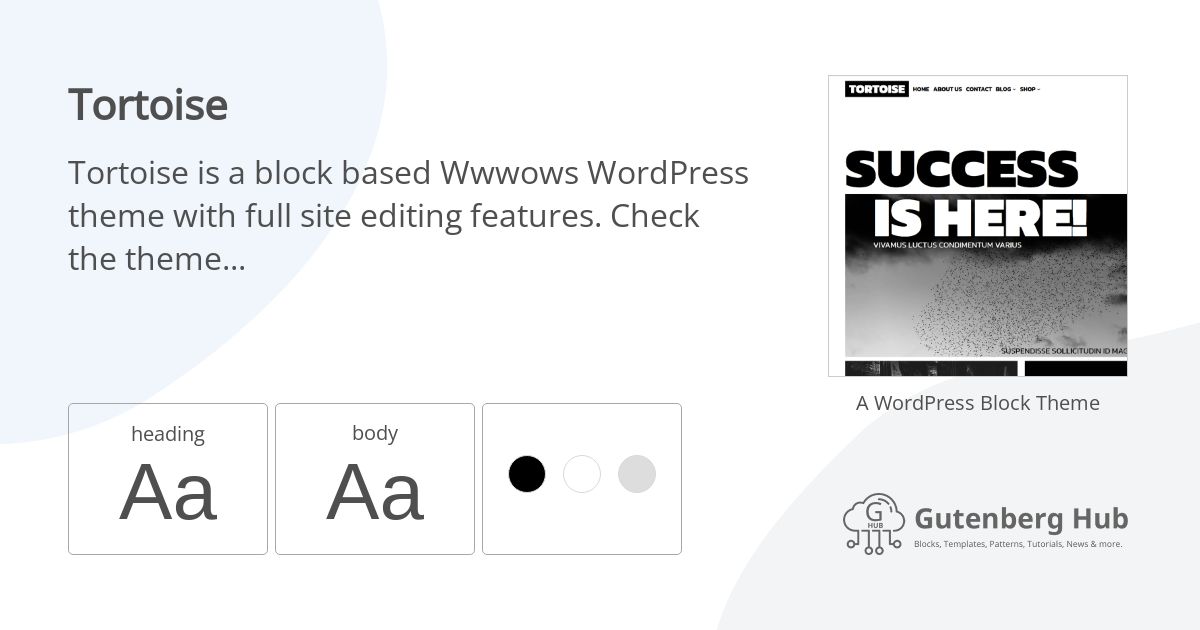 Tortoise
Tortoise is a block based Wwwows WordPress
theme with full site editing features. Check
the theme...
heading
Aa
body
Aa
TORTOISE HOME ABOUT US CONTACT BLOG SHOP
SUCCESS
IS HERE!
VIVAMUS LUCTUS CONDIMENTUM VARIUS
SUSPENDISSE SOLLICITUDIN ID MAG
A WordPress Block Theme
G
HUB
Gutenberg Hub
Blocks, Templates, Patterns, Tutorials, News & more.